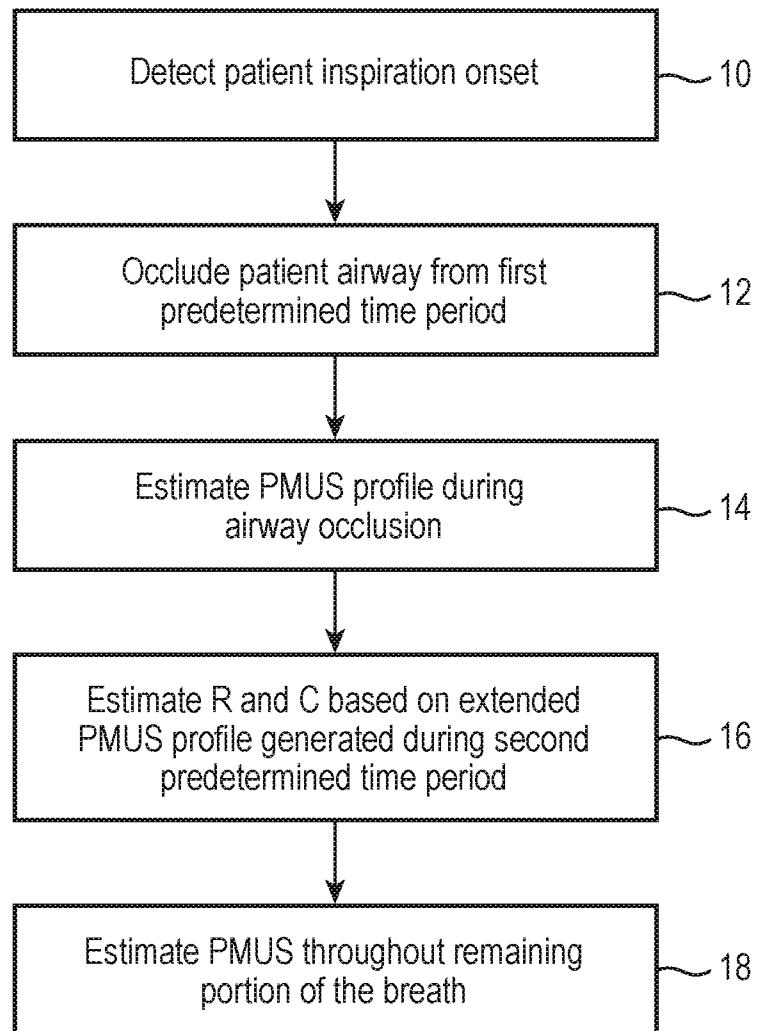 Detect patient inspiration onset
10
Occlude patient airway from first
predetermined time period
12
Estimate PMUS profile during
airway occlusion
14
Estimate R and C based on extended
PMUS profile generated during second
predetermined time period
16
Estimate PMUS throughout remaining
portion of the breath
18